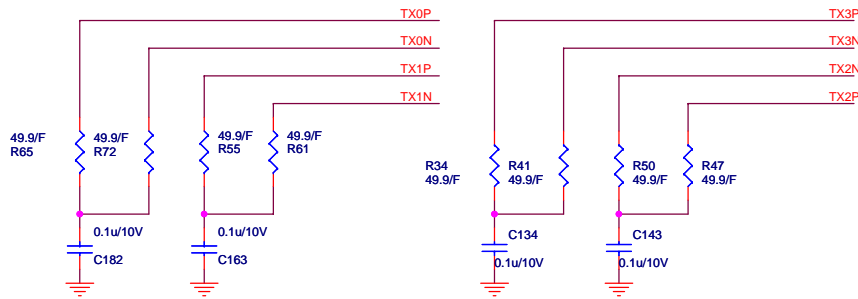 TX0P
TX0N
TX1P
TX1N
TX3P
TX3N
TX2N
TX2P
49.9/F
R65
49.9/F
R72
49.9/F
R55
49.9/F
R61
R34
49.9/F
R41
49.9/F
R50
49.9/F
R47
49.9/F
0.1u/10V
C182
0.1u/10V
C163
C134
0.1u/10V
C143
0.1u/10V